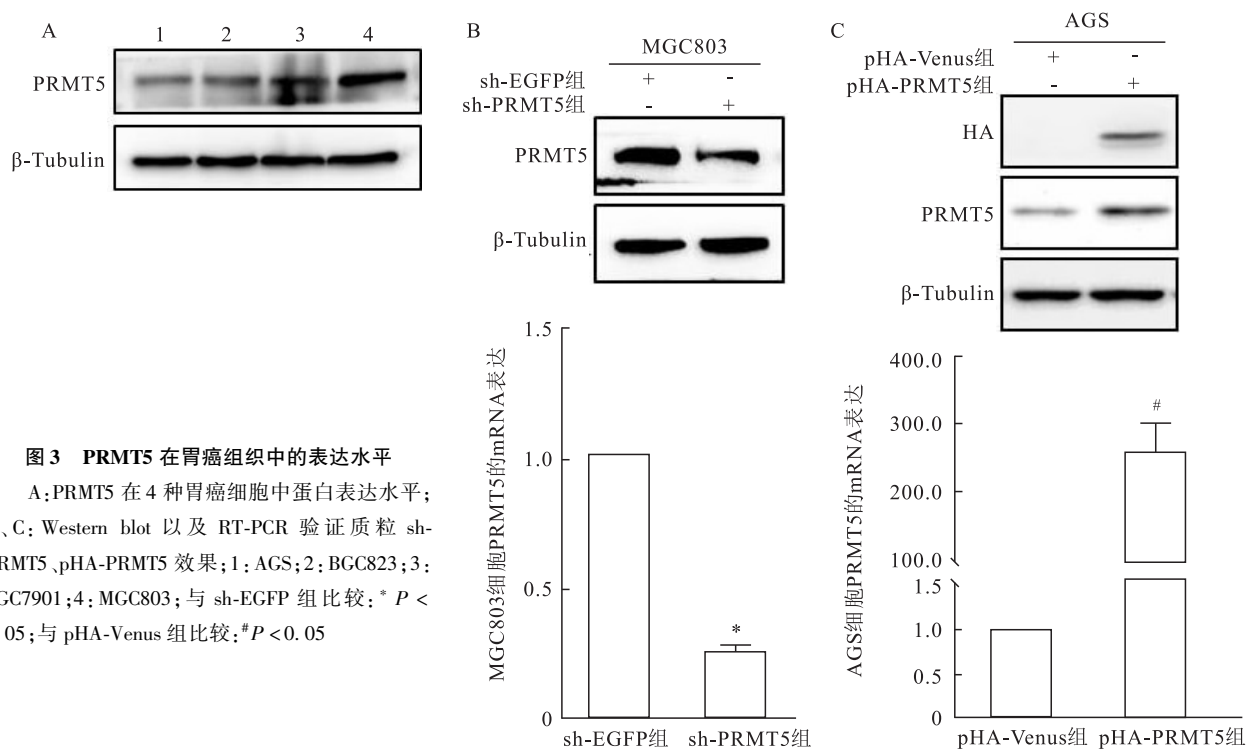 A
1 2 3 4
PRMT5
β-Tubulin
B
MGC803
sh-EGFP组 + -
sh-PRMT5组 - +
PRMT5
β-Tubulin
MGC803细胞PRMT5的mRNA表达
1.5
1.0
0.5
0
*
sh-EGFP组 sh-PRMT5组
C
AGS
pHA-Venus组 + -
pHA-PRMT5组 - +
HA
PRMT5
β-Tubulin
AGS细胞PRMT5的mRNA表达
400.0
300.0
250.0
100.0
1.0
0.5
0
#
pHA-Venus组 pHA-PRMT5组
图3 PRMT5 在胃癌组织中的表达水平
A:PRMT5 在 4 种胃癌细胞中蛋白表达水平;
、C: Western blot 以及 RT-PCR 验证质粒 sh-
RMT5、pHA-PRMT5 效果;1: AGS;2: BGC823;3:
GC7901;4: MGC803;与 sh-EGFP 组比较:* P <
05;与 pHA-Venus 组比较:#P < 0. 05